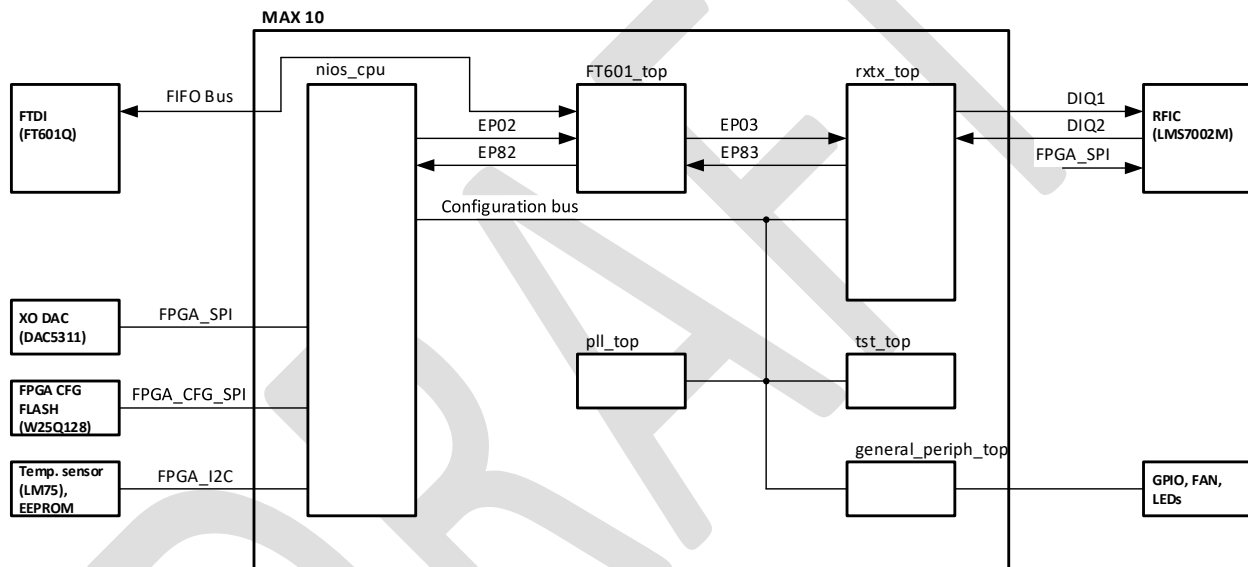 MAX 10
nios_cpu
FT601_top
rxtx_top
FIFO Bus
FTDI
(FT601Q)
EP02
EP82
EP03
EP83
DIQ1
DIQ2
FPGA_SPI
RFIC
(LMS7002M)
Configuration bus
XO DAC
(DAC5311)
FPGA_SPI
pll_top
tst_top
FPGA CFG
FLASH
(W25Q128)
FPGA_CFG_SPI
general_periph_top
Temp. sensor
(LM75),
EEPROM
FPGA_I2C
GPIO, FAN,
LEDs
DRAFT